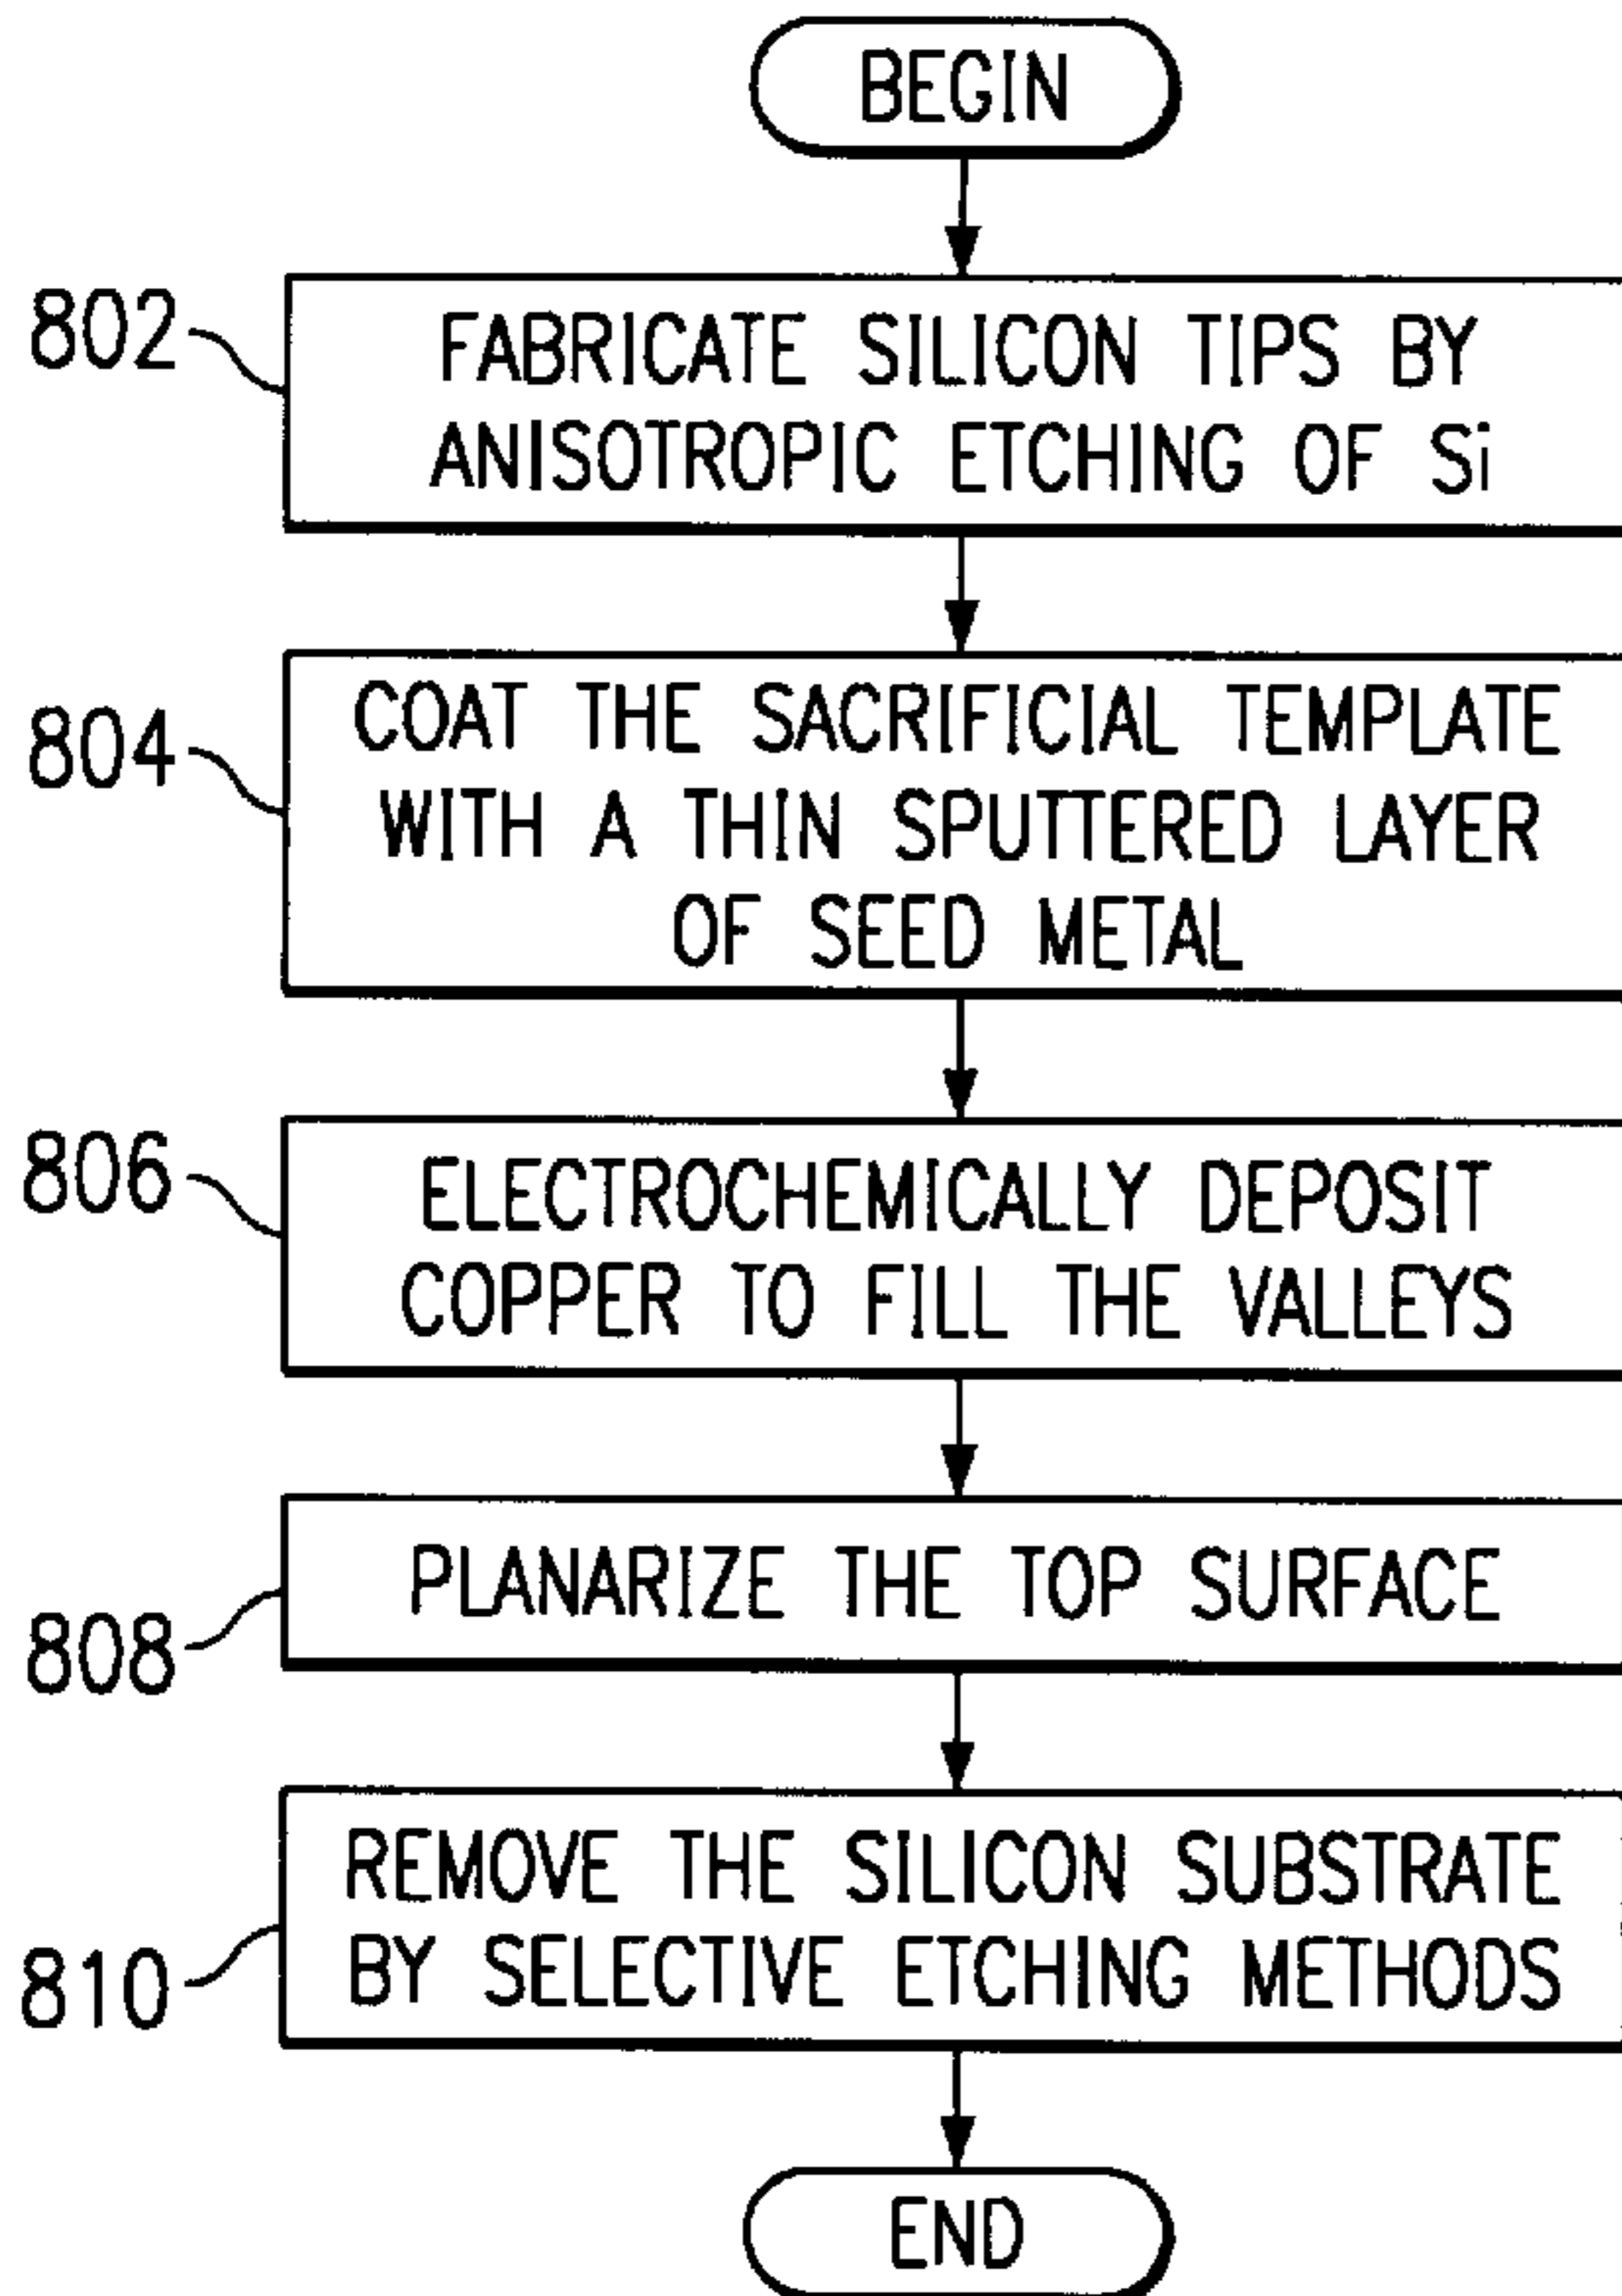 BEGIN
802
FABRICATE SILICON TIPS BY
ANISOTROPIC ETCHING OF Si
804
COAT THE SACRIFICIAL TEMPLATE
WITH A THIN SPUTTERED LAYER
OF SEED METAL
806
ELECTROCHEMICALLY DEPOSIT
COPPER TO FILL THE VALLEYS
808
PLANARIZE THE TOP SURFACE
810
REMOVE THE SILICON SUBSTRATE
BY SELECTIVE ETCHING METHODS
END